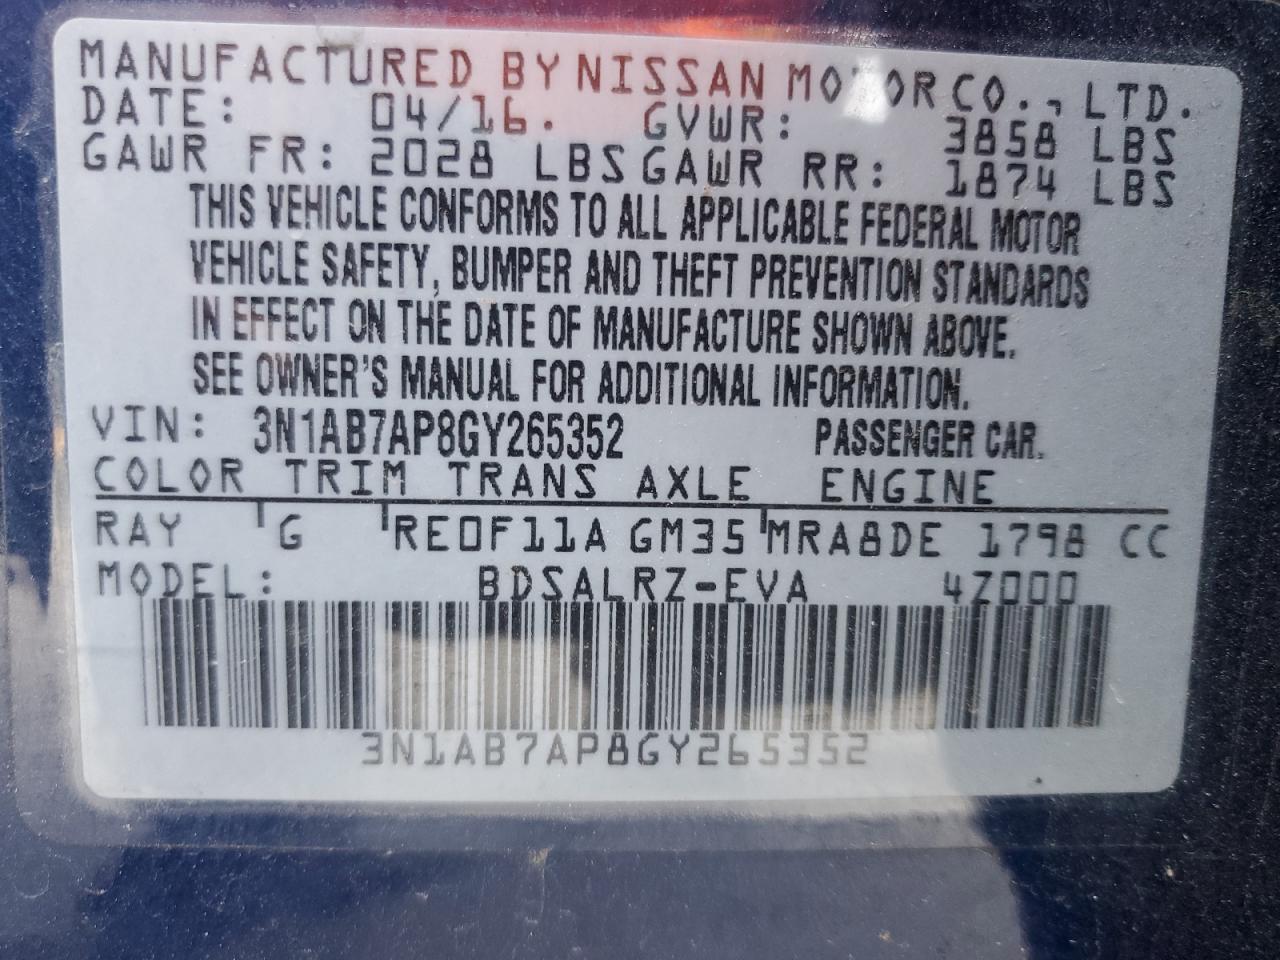 MANUFACTURED BY NISSAN MOTOR CO., LTD.
DATE: 04/16. GVWR: 3858 LBS
GAWR FR: 2028 LBS GAWR RR: 1874 LBS
THIS VEHICLE CONFORMS TO ALL APPLICABLE FEDERAL MOTOR
VEHICLE SAFETY, BUMPER AND THEFT PREVENTION STANDARDS
IN EFFECT ON THE DATE OF MANUFACTURE SHOWN ABOVE.
SEE OWNER'S MANUAL FOR ADDITIONAL INFORMATION.
VIN: 3N1AB7AP8GY265352 PASSENGER CAR.
COLOR TRIM TRANS AXLE ENGINE
RAY G RE0F11A GM35 MRA8DE 1798 CC
MODEL: BDSALRZ-EVA 4Z000
3N1AB7AP8GY265352